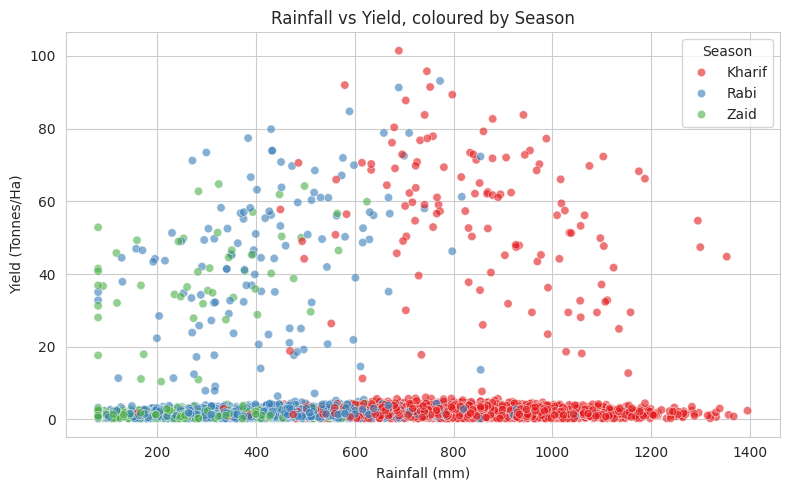 Rainfall vs Yield, coloured by Season
Season
Kharif
Rabi
Zaid
Yield (Tonnes/Ha)
100
80
60
40
20
0
200 400 600 800 1000 1200 1400
Rainfall (mm)